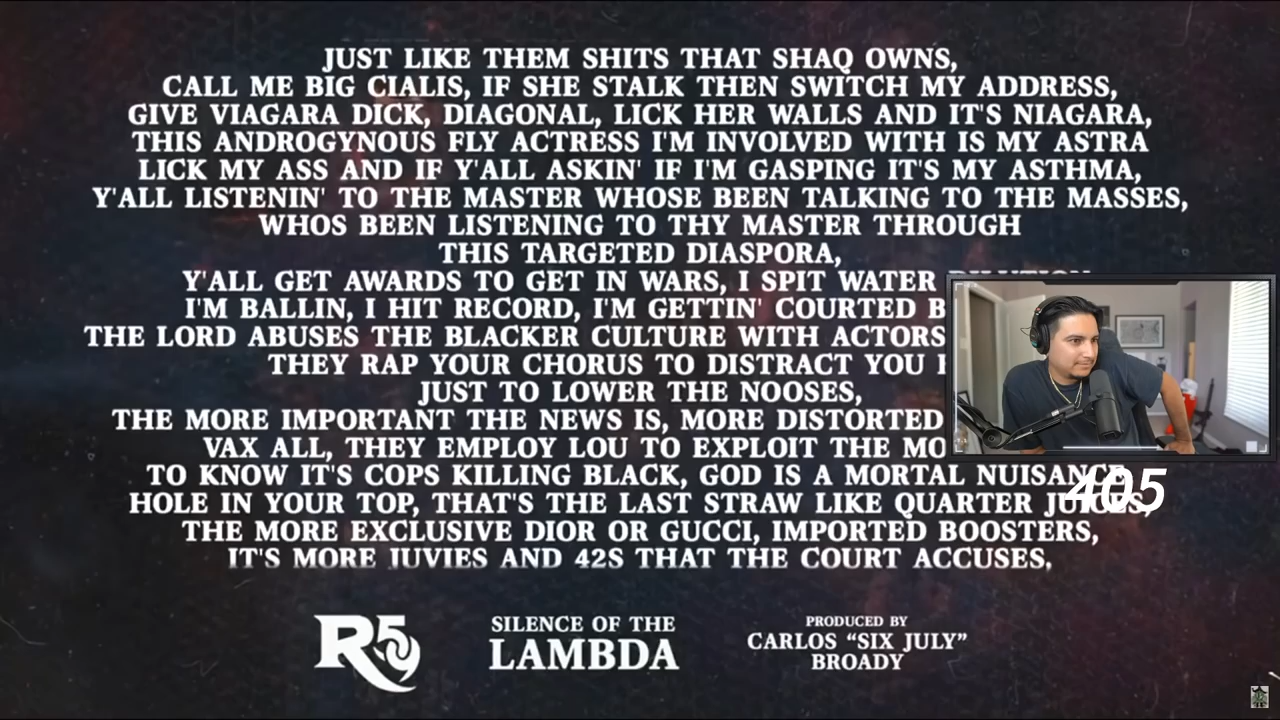 JUST LIKE THEM SHITS THAT SHAQ OWNS,
CALL ME BIG CIALIS, IF SHE STALK THEN SWITCH MY ADDRESS,
GIVE VIAGARA DICK, DIAGONAL, LICK HER WALLS AND IT'S NIAGARA,
THIS ANDROGYNOUS FLY ACTRESS I'M INVOLVED WITH IS MY ASTRA
LICK MY ASS AND IF Y'ALL ASKIN' IF I'M GASPING IT'S MY ASTHMA,
Y'ALL LISTENIN' TO THE MASTER WHOSE BEEN TALKING TO THE MASSES,
WHOS BEEN LISTENING TO THY MASTER THROUGH
THIS TARGETED DIASPORA,
Y'ALL GET AWARDS TO GET IN WARS, I SPIT WATER
I'M BALLIN, I HIT RECORD, I'M GETTIN' COURTED
THE LORD ABUSES THE BLACKER CULTURE WITH ACTORS
THEY RAP YOUR CHORUS TO DISTRACT YOU
JUST TO LOWER THE NOOSES,
THE MORE IMPORTANT THE NEWS IS, MORE DISTORTED
VAX ALL, THEY EMPLOY LOU TO EXPLOIT THE
TO KNOW IT'S COPS KILLING BLACK, GOD IS A MORTAL NUISANCE
HOLE IN YOUR TOP, THAT'S THE LAST STRAW LIKE QUARTER JUICES,
405
THE MORE EXCLUSIVE DIOR OR GUCCI, IMPORTED BOOSTERS,
IT'S MORE JUVIES AND 42S THAT THE COURT ACCUSES,
R5
SILENCE OF THE
LAMBDA
PRODUCED BY
CARLOS “SIX JULY”
BROADY